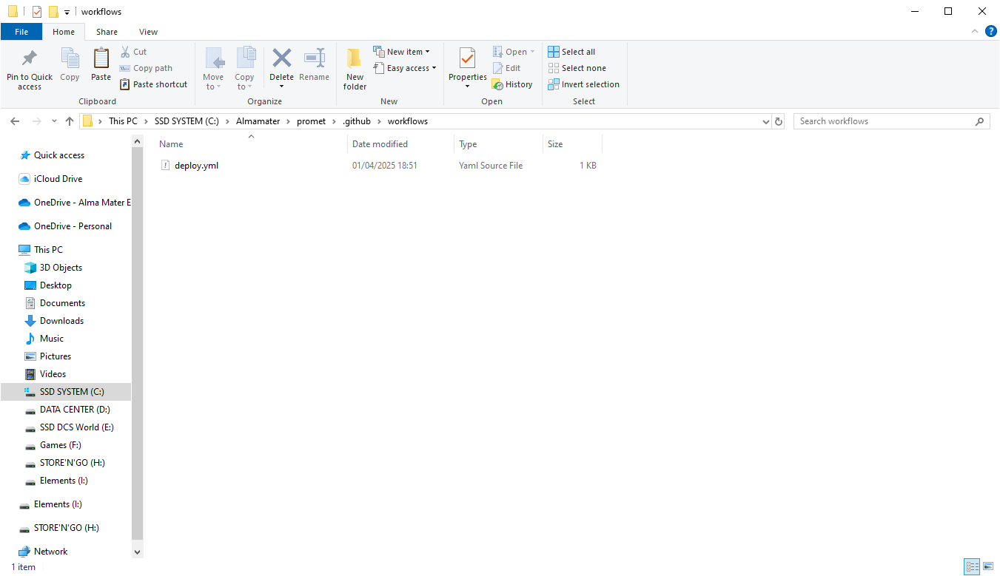 workflows
File Home Share View
Pin to Quick access
Copy
Paste
Cut
Copy path
Paste shortcut
Clipboard
Move to
Copy to
Delete
Rename
Organize
New folder
New item
Easy access
New
Properties
Open
Edit
History
Open
Select all
Select none
Invert selection
Select
This PC > SSD SYSTEM (C:) > Almamater > promet > .github > workflows
Search workflows
Name Date modified Type Size
deploy.yml 01/04/2025 18:51 Yaml Source File 1 KB
Quick access
iCloud Drive
OneDrive - Alma Mater E
OneDrive - Personal
This PC
3D Objects
Desktop
Documents
Downloads
Music
Pictures
Videos
SSD SYSTEM (C:)
DATA CENTER (D:)
SSD DCS World (E:)
Games (F:)
STORE'N'GO (H:)
Elements (I:)
Elements (I:)
STORE'N'GO (H:)
Network
1 item